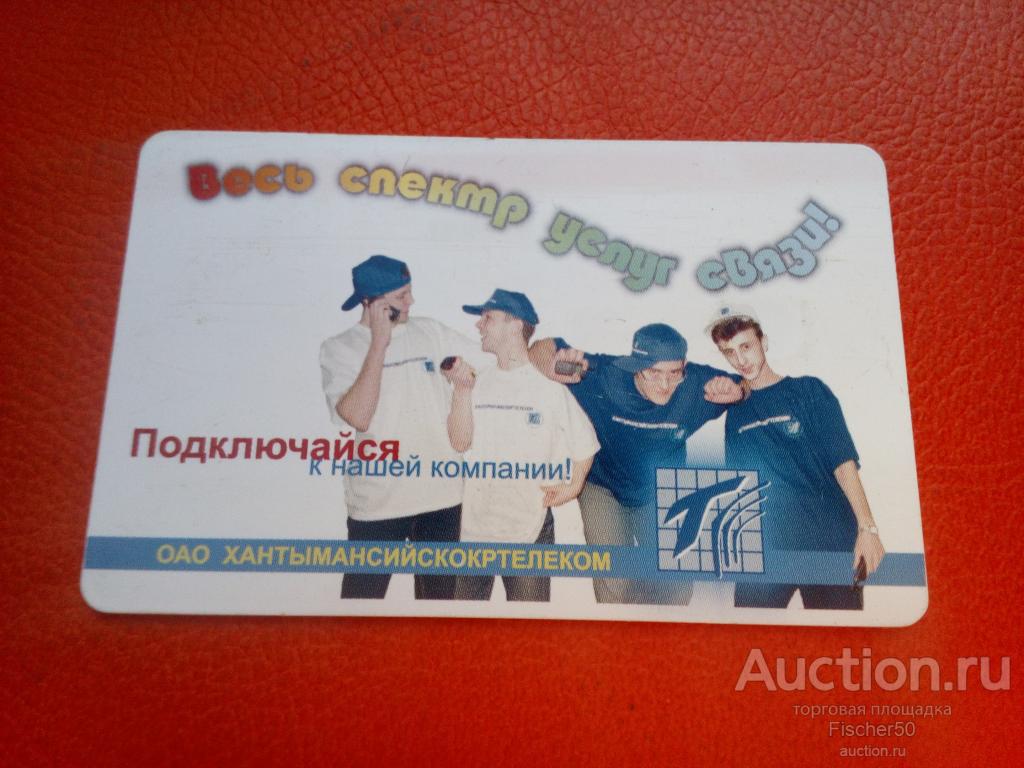 Весь спектр услуг связи!
Подключайся
к нашей компании!
ОАО ХАНТЫМАНСИЙСКОКРТЕЛЕКОМ
Auction.ru
торговая площадка
Fischer50
auction.ru